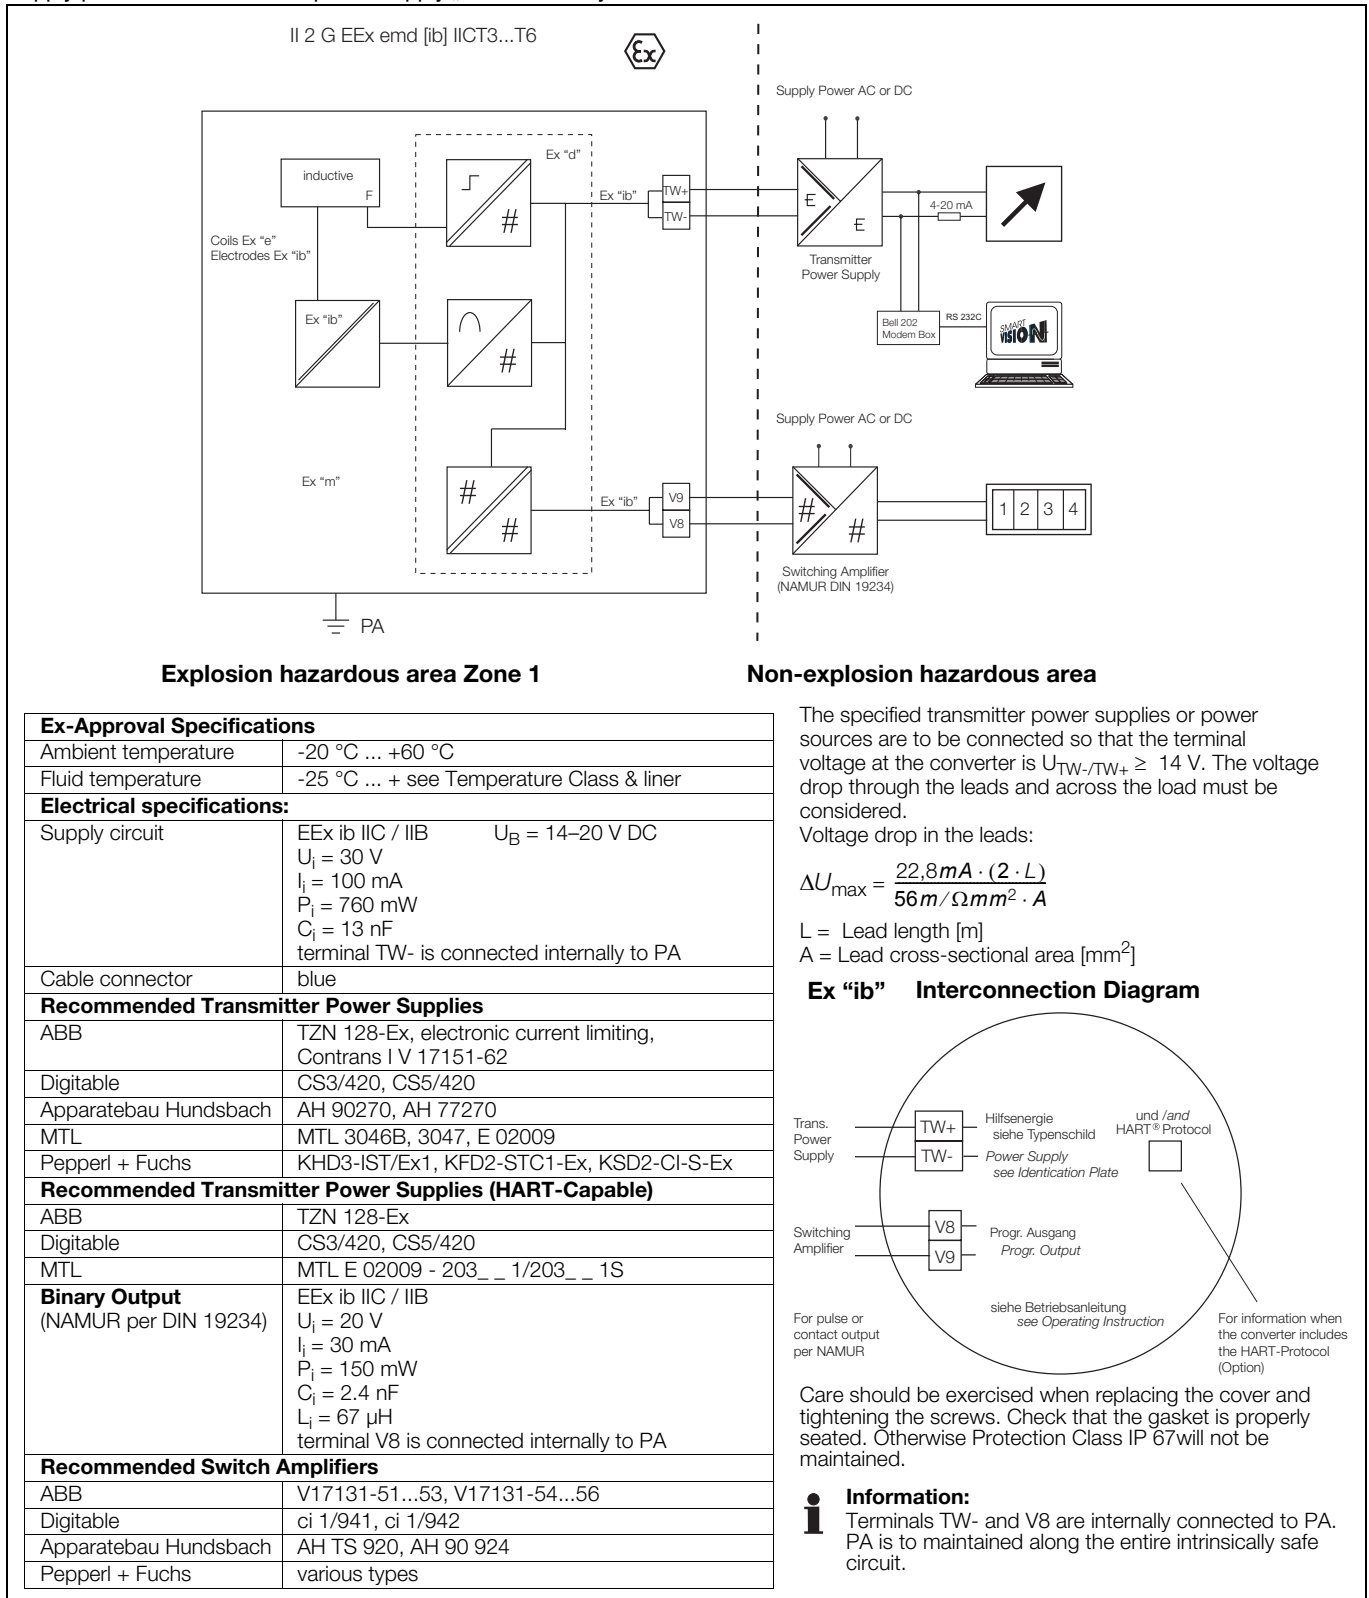 II 2 G EEx emd [ib] IICT3...T6
Ex
Supply Power AC or DC
Ex “d”
inductive
F
#
Ex “ib”
TW+
TW-
E
E
4-20 mA
Coils Ex “e”
Electrodes Ex “ib”
Transmitter
Power Supply
Ex “ib”
#
Bell 202
Modem Box
RS 232C
SMART
VISION
Supply Power AC or DC
Ex “m”
#
#
Ex “ib”
V9
V8
#
#
1 2 3 4
Switching Amplifier
(NAMUR DIN 19234)
PA
Explosion hazardous area Zone 1
Non-explosion hazardous area
Ex-Approval Specifications
Ambient temperature -20 °C ... +60 °C
Fluid temperature -25 °C ... + see Temperature Class & liner
Electrical specifications:
Supply circuit EEx ib IIC / IIB U_B = 14–20 V DC
U_i = 30 V
I_i = 100 mA
P_i = 760 mW
C_i = 13 nF
terminal TW- is connected internally to PA
Cable connector blue
Recommended Transmitter Power Supplies
ABB TZN 128-Ex, electronic current limiting,
Contrans I V 17151-62
Digitable CS3/420, CS5/420
Apparatebau Hundsbach AH 90270, AH 77270
MTL MTL 3046B, 3047, E 02009
Pepperl + Fuchs KHD3-IST/Ex1, KFD2-STC1-Ex, KSD2-CI-S-Ex
Recommended Transmitter Power Supplies (HART-Capable)
ABB TZN 128-Ex
Digitable CS3/420, CS5/420
MTL MTL E 02009 - 203_ _ 1/203_ _ 1S
Binary Output EEx ib IIC / IIB
(NAMUR per DIN 19234) U_i = 20 V
I_i = 30 mA
P_i = 150 mW
C_i = 2.4 nF
L_i = 67 µH
terminal V8 is connected internally to PA
Recommended Switch Amplifiers
ABB V17131-51...53, V17131-54...56
Digitable ci 1/941, ci 1/942
Apparatebau Hundsbach AH TS 920, AH 90 924
Pepperl + Fuchs various types
The specified transmitter power supplies or power
sources are to be connected so that the terminal
voltage at the converter is U_TW-/TW+ ≥ 14 V. The voltage
drop through the leads and across the load must be
considered.
Voltage drop in the leads:
ΔU_max = 22,8mA · (2 · L) / 56m/Ωmm² · A
L = Lead length [m]
A = Lead cross-sectional area [mm²]
Ex “ib” Interconnection Diagram
Trans.
Power
Supply
TW+
TW-
Hilfsenergie
siehe Typenschild
Power Supply
see Identication Plate
und /and
HART® Protocol
Switching
Amplifier
V8
V9
Progr. Ausgang
Progr. Output
For pulse or
contact output
per NAMUR
siehe Betriebsanleitung
see Operating Instruction
For information when
the converter includes
the HART-Protocol
(Option)
Care should be exercised when replacing the cover and
tightening the screws. Check that the gasket is properly
seated. Otherwise Protection Class IP 67will not be
maintained.
i Information:
Terminals TW- and V8 are internally connected to PA.
PA is to maintained along the entire intrinsically safe
circuit.